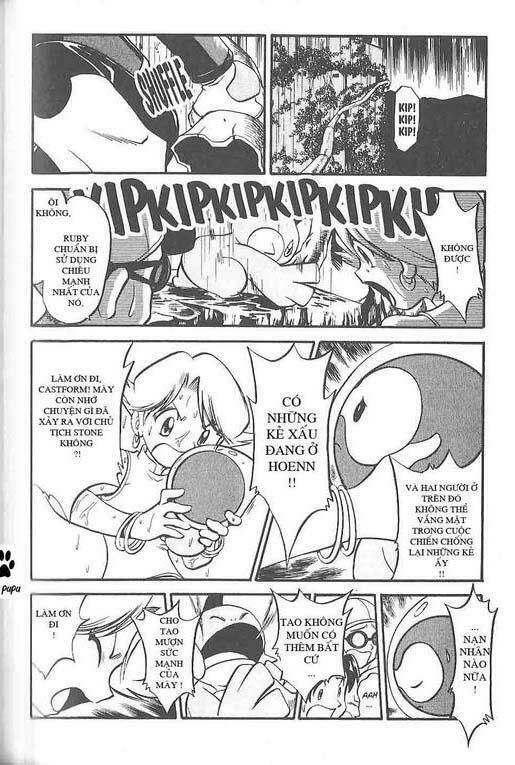 SHUFFLE
KIP!
KIP!
KIP!
KIPKIPKIPKIPKIPKIPKIP
ÔI
KHÔNG,
RUBY
CHUẨN BỊ
SỬ DỤNG
CHIÊU
MẠNH
NHẤT CỦA
NÓ,
KHÔNG
ĐƯỢC
!
LÀM ƠN ĐI,
CASTFORM! MÀY
CÒN NHỚ
CHUYỆN GÌ ĐÃ
XẢY RA VỚI CHỦ
TỊCH STONE
KHÔNG
?!
CÓ
NHỮNG
KẺ XẤU
ĐANG Ở
HOENN
!!
VÀ HAI NGƯỜI Ở
TRÊN ĐÓ
KHÔNG THỂ
VẮNG MẶT
TRONG CUỘC
CHIẾN CHỐNG
LẠI NHỮNG KẺ
ẤY !!
LÀM ƠN
ĐI !
CHO
TAO MƯỢN
SỨC
MẠNH CỦA
MÀY !
TAO KHÔNG
MUỐN CÓ
THÊM BẤT
CỨ
...
AHH
...
NẠN
NHÂN
NÀO NỮA
!
pupu